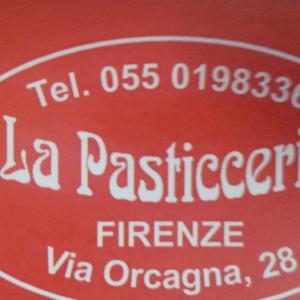 Tel. 055 0198336
La Pasticceri
FIRENZE
Via Orcagna, 28